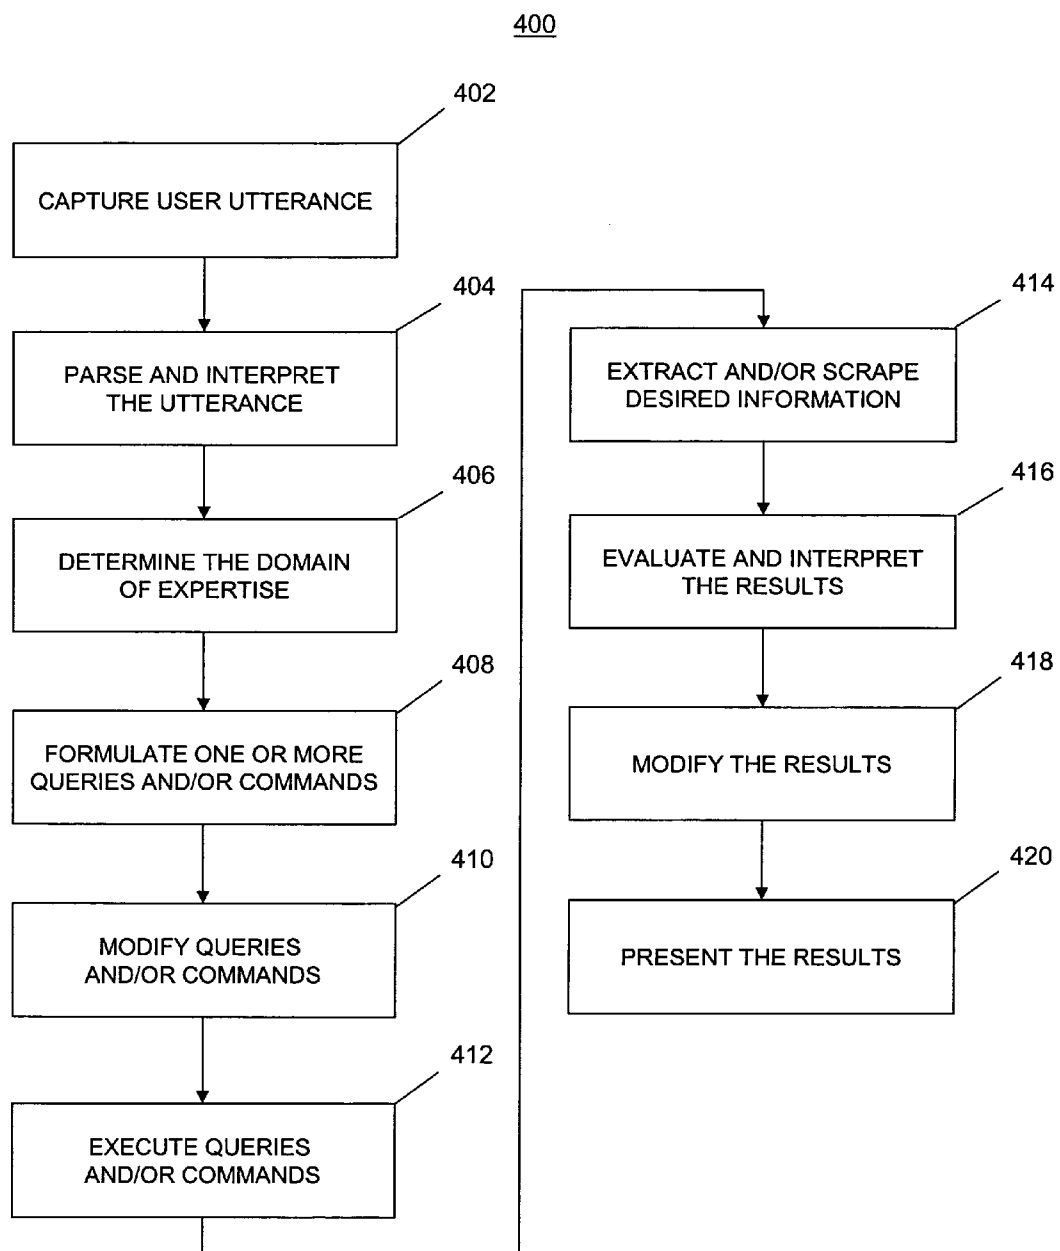 400
402
CAPTURE USER UTTERANCE
404
PARSE AND INTERPRET
THE UTTERANCE
406
DETERMINE THE DOMAIN
OF EXPERTISE
408
FORMULATE ONE OR MORE
QUERIES AND/OR COMMANDS
410
MODIFY QUERIES
AND/OR COMMANDS
412
EXECUTE QUERIES
AND/OR COMMANDS
414
EXTRACT AND/OR SCRAPE
DESIRED INFORMATION
416
EVALUATE AND INTERPRET
THE RESULTS
418
MODIFY THE RESULTS
420
PRESENT THE RESULTS